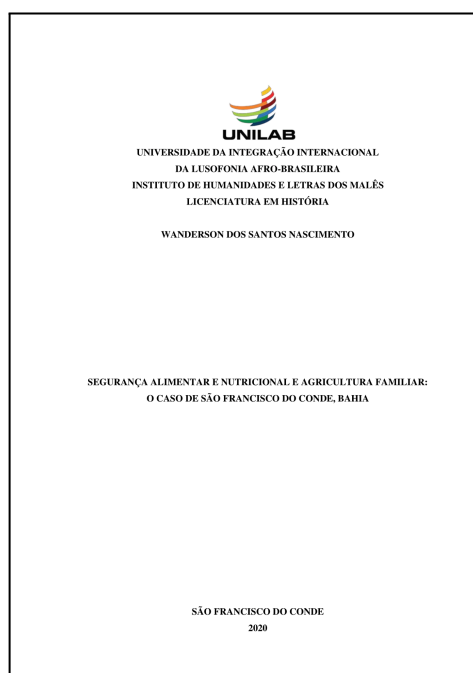 UNILAB
UNIVERSIDADE DA INTEGRAÇÃO INTERNACIONAL
DA LUSOFONIA AFRO-BRASILEIRA
INSTITUTO DE HUMANIDADES E LETRAS DOS MALÊS
LICENCIATURA EM HISTÓRIA
WANDERSON DOS SANTOS NASCIMENTO
SEGURANÇA ALIMENTAR E NUTRICIONAL E AGRICULTURA FAMILIAR:
O CASO DE SÃO FRANCISCO DO CONDE, BAHIA
SÃO FRANCISCO DO CONDE
2020